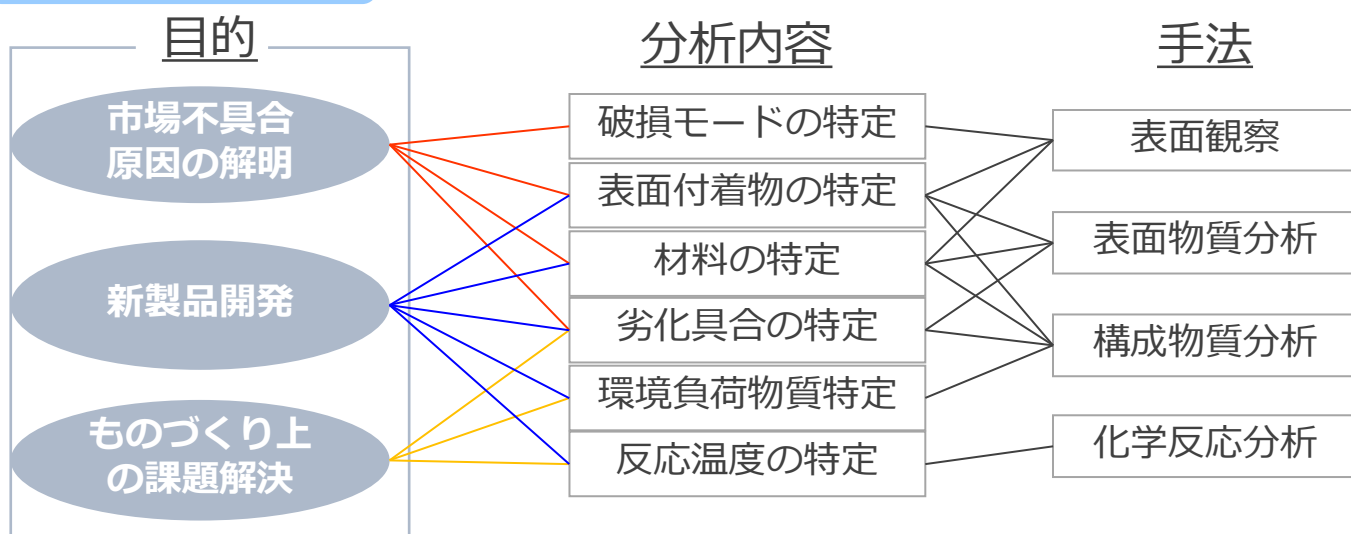 目的
分析内容
手法
市場不具合
原因の解明
新製品開発
ものづくり上
の課題解決
破損モードの特定
表面付着物の特定
材料の特定
劣化具合の特定
環境負荷物質特定
反応温度の特定
表面観察
表面物質分析
構成物質分析
化学反応分析